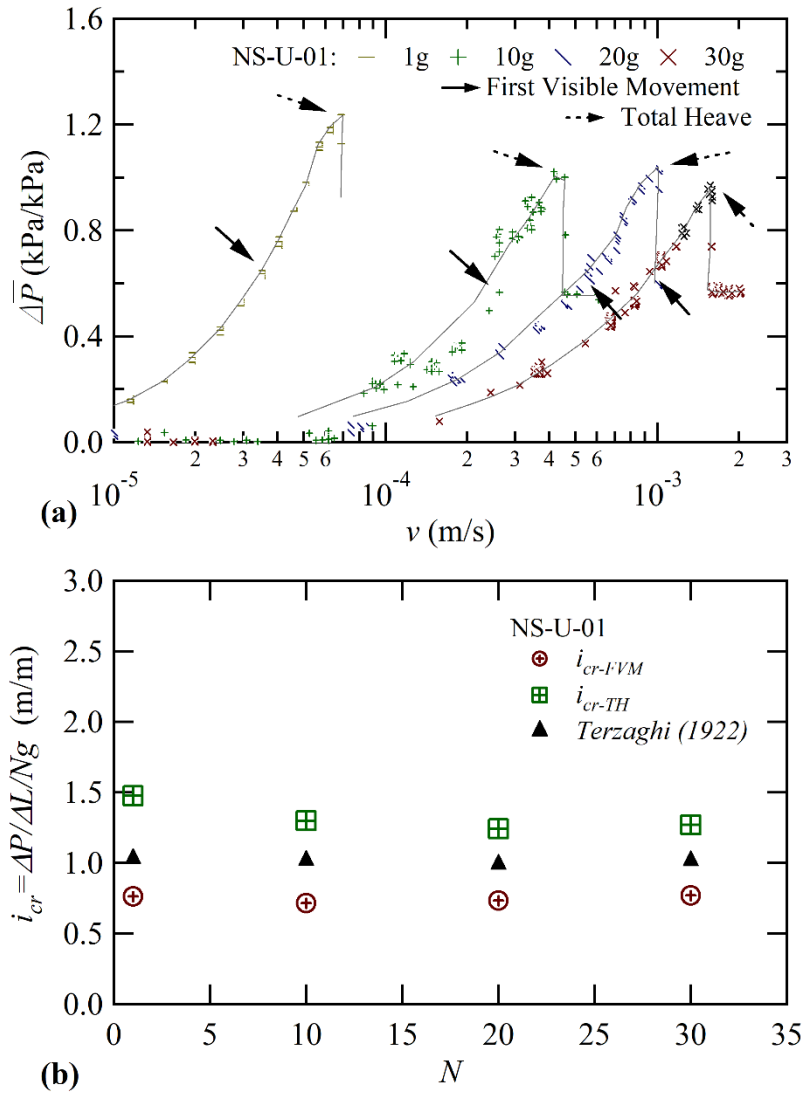 1.6
1.2
0.8
0.4
0.0
ΔP̅ (kPa/kPa)
NS-U-01: 1g 10g 20g 30g
First Visible Movement
Total Heave
2 3 4 5 6 2 3 4 5 6 2 3
10⁻⁵ 10⁻⁴ 10⁻³
v (m/s)
(a)
3.0
2.5
2.0
1.5
1.0
0.5
0.0
i_cr=ΔP/ΔL/Ng (m/m)
NS-U-01
i_cr-FVM
i_cr-TH
Terzaghi (1922)
0 5 10 15 20 25 30 35
N
(b)